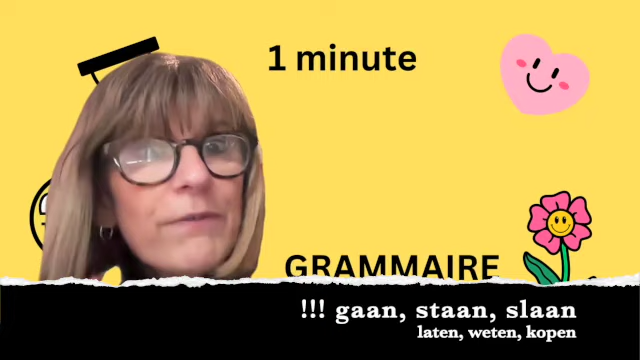 1 minute
GRAMMAIRE
!!! gaan, staan, slaan
laten, weten, kopen